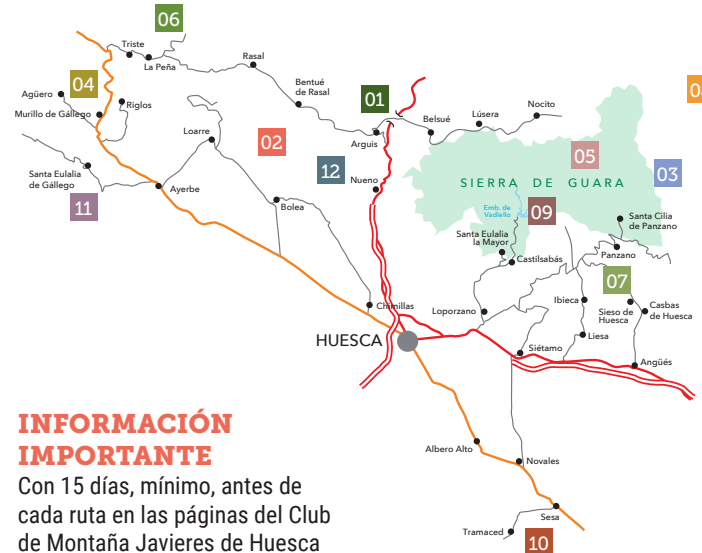 06
Triste
La Peña
Rasal
04
Agüero
Riglos
Murillo de Gállego
Bentué
de Rasal
01
Belsué
Lúsera
Nocito
Arguis
Loarre
02
05
03
12
Nueno
SIERRA DE GUARA
Santa Eulalia
de Gállego
Ayerbe
11
Bolea
Emb. de
Vadiello
09
Santa Cilia
de Panzano
Santa Eulalia
la Mayor
Castilsabás
Panzano
07
Chimillas
Loporzano
Ibieca
Sieso de
Huesca
Casbas
de Huesca
HUESCA
Liesa
Siétamo
Angüés
INFORMACIÓN
IMPORTANTE
Con 15 días, mínimo, antes de
cada ruta en las páginas del Club
de Montaña Javieres de Huesca
Albero Alto
Novales
Sesa
Tramaced
10